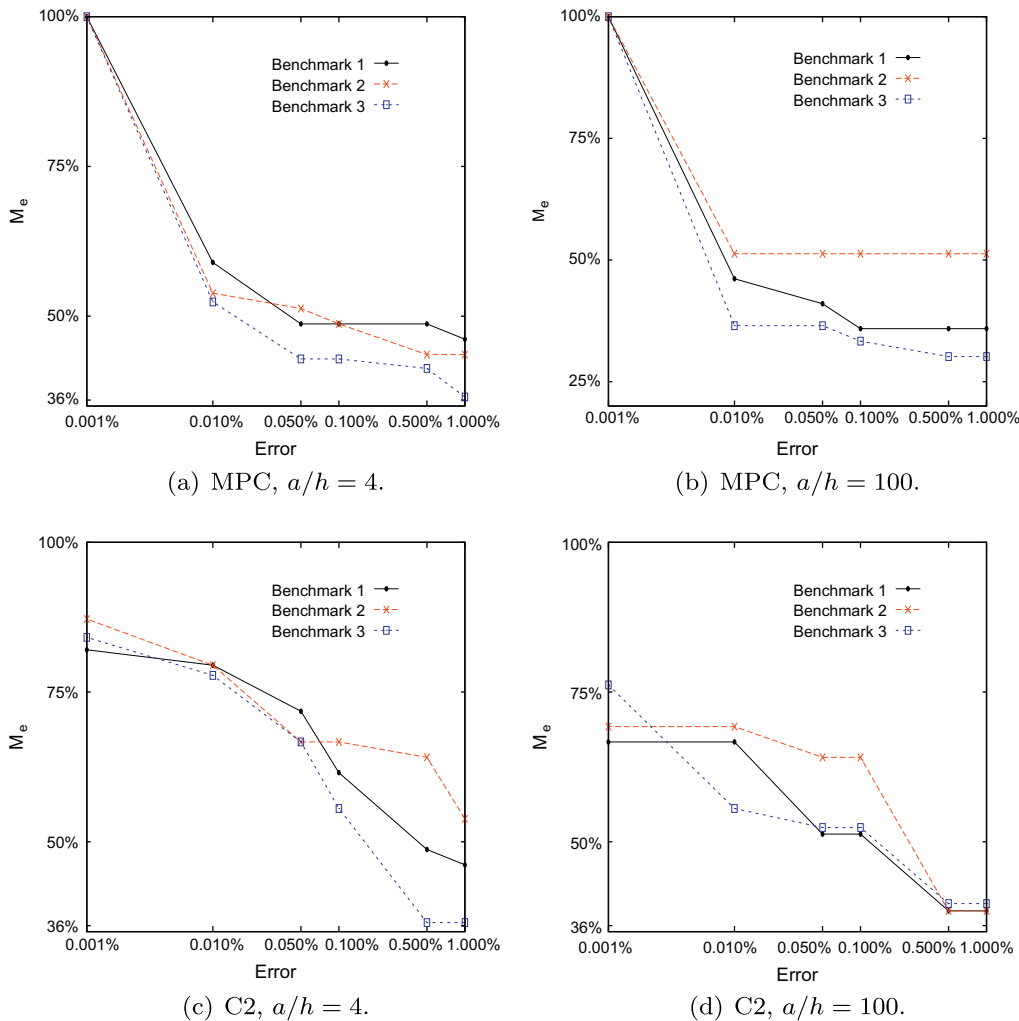 100%
75%
50%
36%
M e
Benchmark 1
Benchmark 2
Benchmark 3
0.001% 0.010% 0.050% 0.100% 0.500% 1.000%
Error
(a) MPC, a/h = 4.
100%
75%
50%
25%
M e
Benchmark 1
Benchmark 2
Benchmark 3
0.001% 0.010% 0.050% 0.100% 0.500% 1.000%
Error
(b) MPC, a/h = 100.
100%
75%
50%
36%
M e
Benchmark 1
Benchmark 2
Benchmark 3
0.001% 0.010% 0.050% 0.100% 0.500% 1.000%
Error
(c) C2, a/h = 4.
100%
75%
50%
36%
M e
Benchmark 1
Benchmark 2
Benchmark 3
0.001% 0.010% 0.050% 0.100% 0.500% 1.000%
Error
(d) C2, a/h = 100.